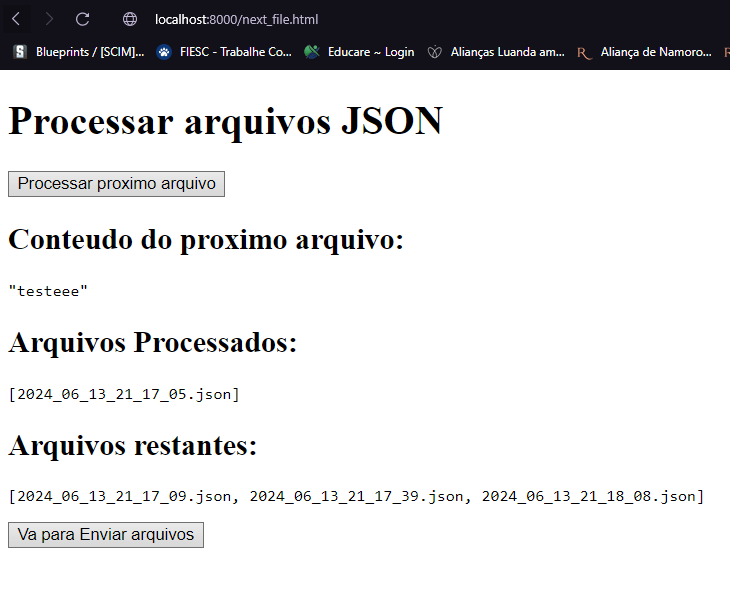 localhost:8000/next_file.html
Blueprints / [SCIM]... FIESC - Trabalhe Co... Educare ~ Login Alianças Luanda am... Aliança de Namoro...
Processar arquivos JSON
Processar proximo arquivo
Conteudo do proximo arquivo:
"testeee"
Arquivos Processados:
[2024_06_13_21_17_05.json]
Arquivos restantes:
[2024_06_13_21_17_09.json, 2024_06_13_21_17_39.json, 2024_06_13_21_18_08.json]
Va para Enviar arquivos